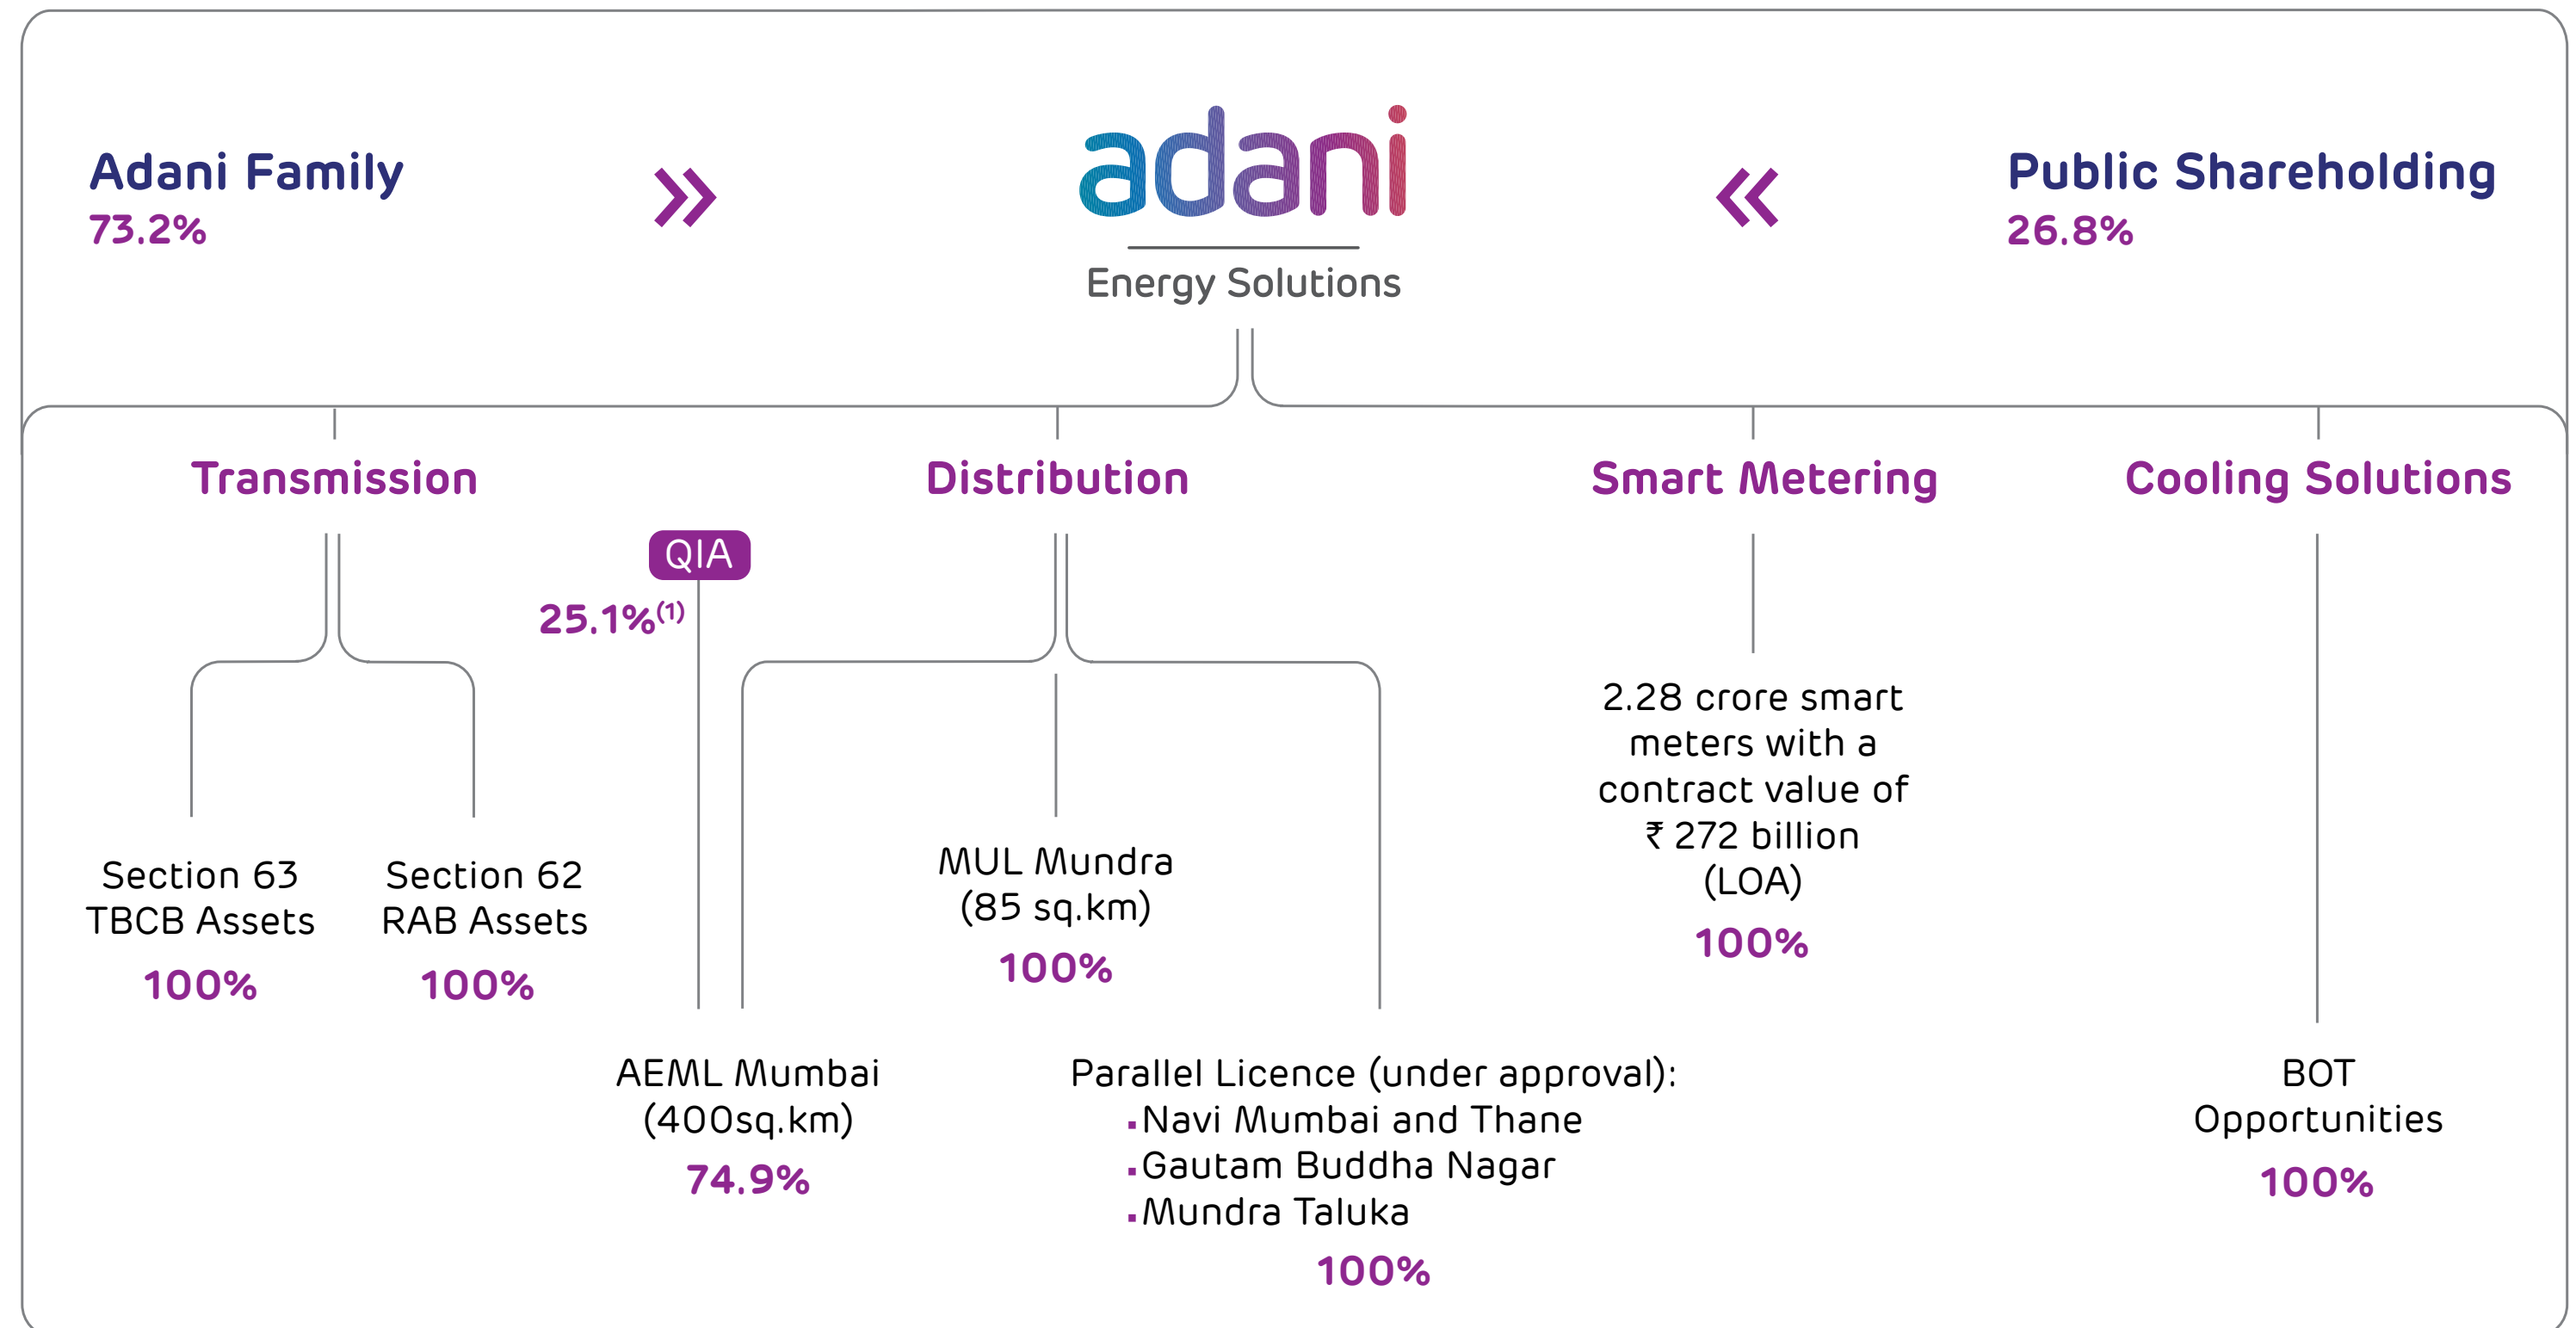 Adani Family
73.2%
adani
Energy Solutions
Public Shareholding
26.8%
Transmission
Distribution
Smart Metering
Cooling Solutions
QIA
25.1%(1)
Section 63
TBCB Assets
100%
Section 62
RAB Assets
100%
AEML Mumbai
(400sq.km)
74.9%
MUL Mundra
(85 sq.km)
100%
Parallel Licence (under approval):
▪Navi Mumbai and Thane
▪Gautam Buddha Nagar
▪Mundra Taluka
100%
2.28 crore smart
meters with a
contract value of
₹ 272 billion
(LOA)
100%
BOT
Opportunities
100%